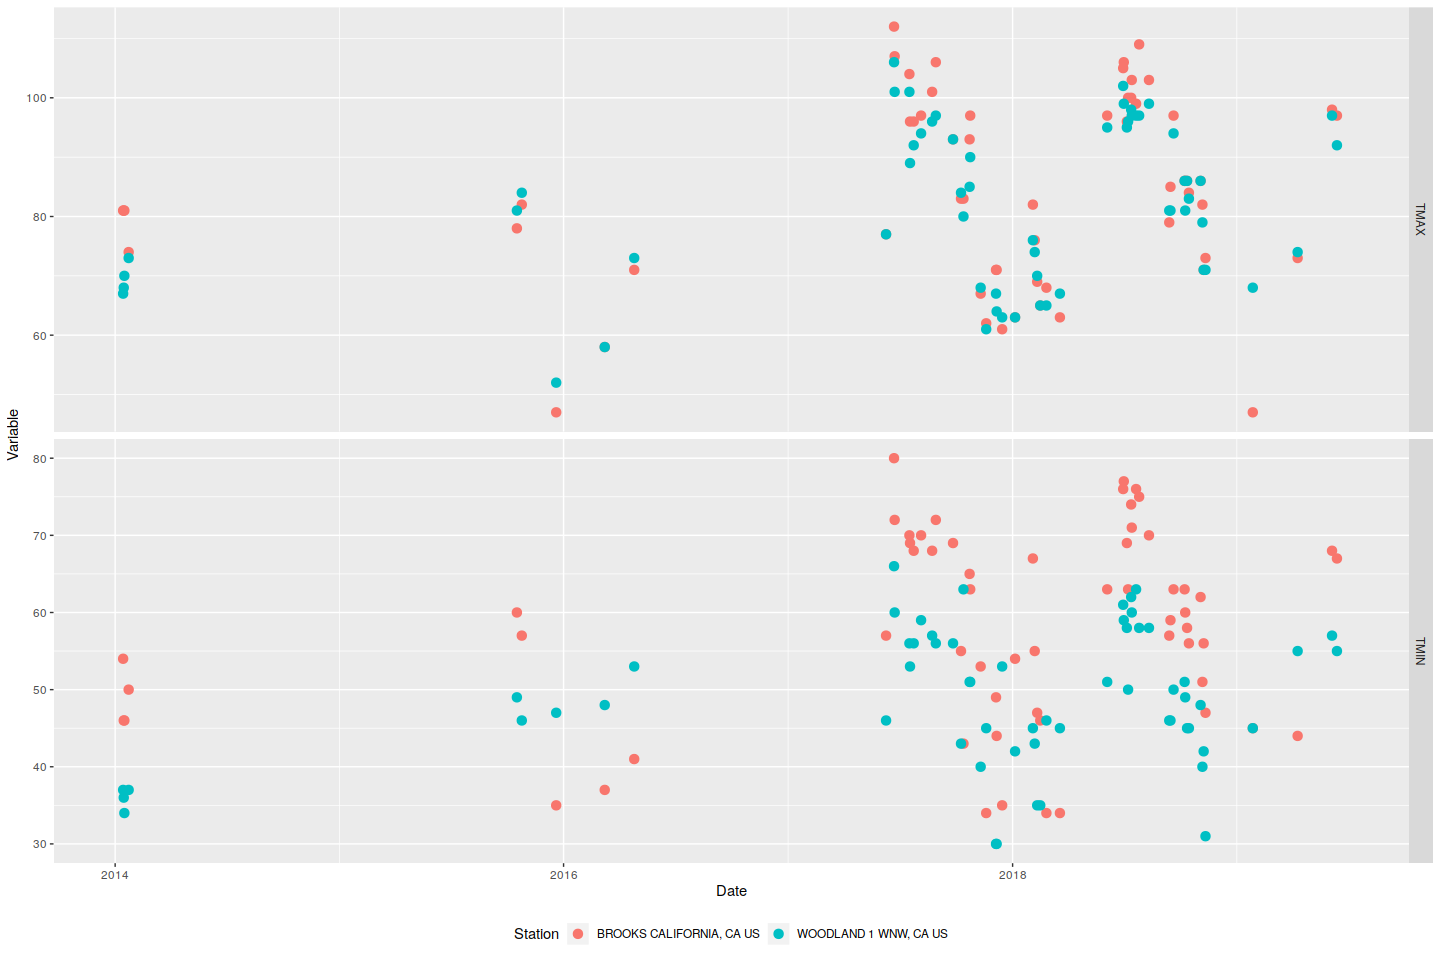 100
80
60
TMAX
Variable
80
70
60
50
40
30
TMIN
2014 2016 2018
Date
Station BROOKS CALIFORNIA, CA US WOODLAND 1 WNW, CA US